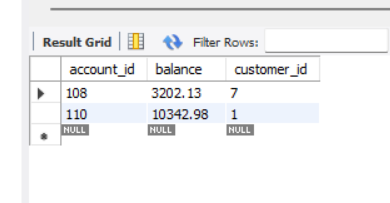 Result Grid Filter Rows:
account_id balance customer_id
108 3202.13 7
110 10342.98 1
NULL NULL NULL